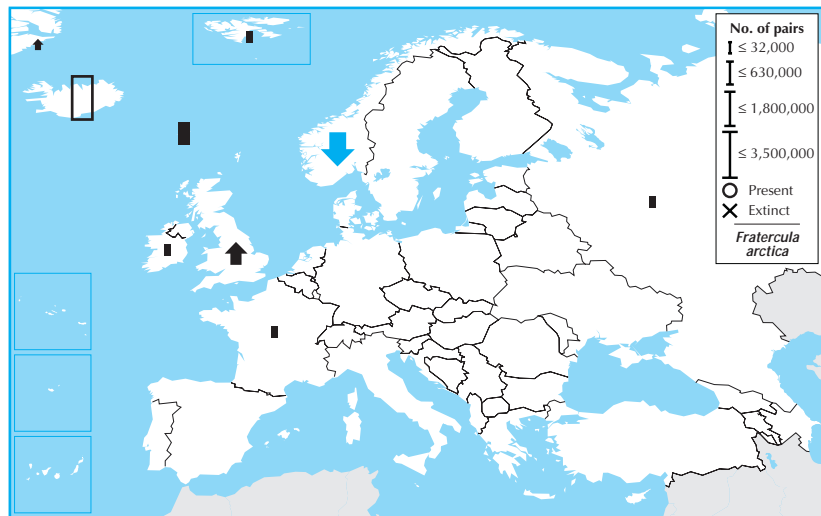 No. of pairs
≤ 32,000
≤ 630,000
≤ 1,800,000
≤ 3,500,000
Present
Extinct
Fratercula
arctica